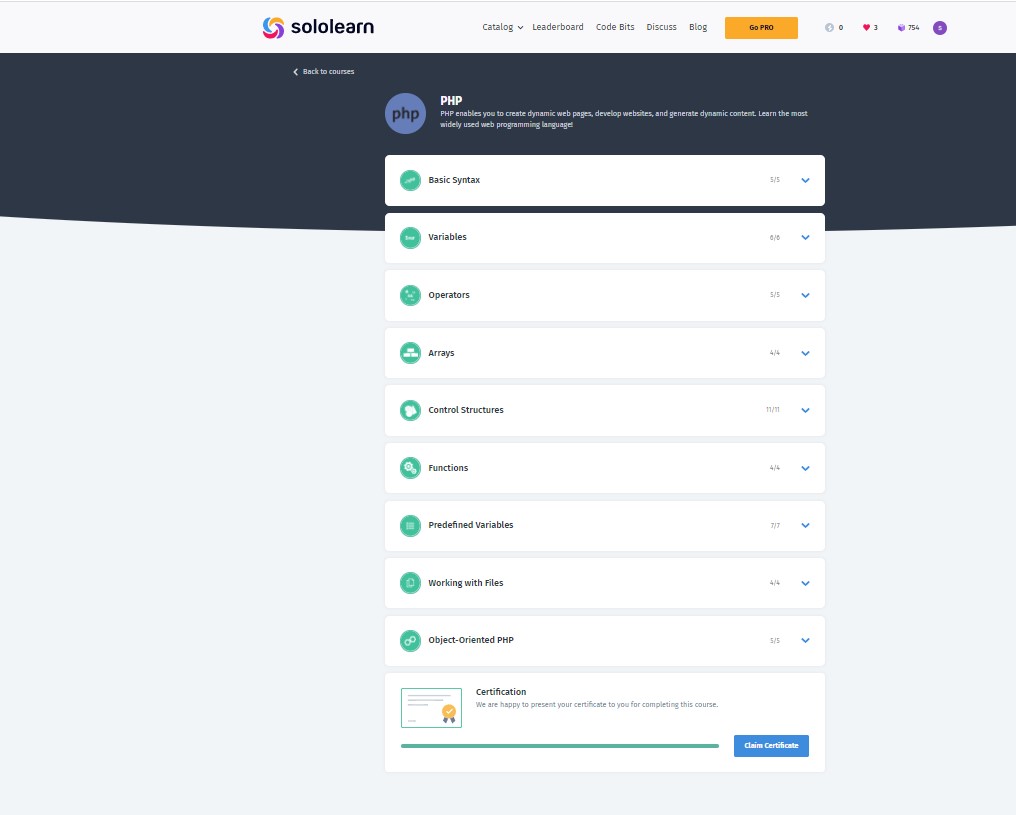 sololearn
Catalog Leaderboard Code Bits Discuss Blog Go PRO 0 3 754 S
Back to courses
php
PHP
PHP enables you to create dynamic web pages, develop websites, and generate dynamic content. Learn the most
widely used web programming language!
Basic Syntax 5/5
Variables 6/6
Operators 5/5
Arrays 4/4
Control Structures 11/11
Functions 4/4
Predefined Variables 7/7
Working with Files 4/4
Object-Oriented PHP 5/5
Certification
We are happy to present your certificate to you for completing this course.
Claim Certificate